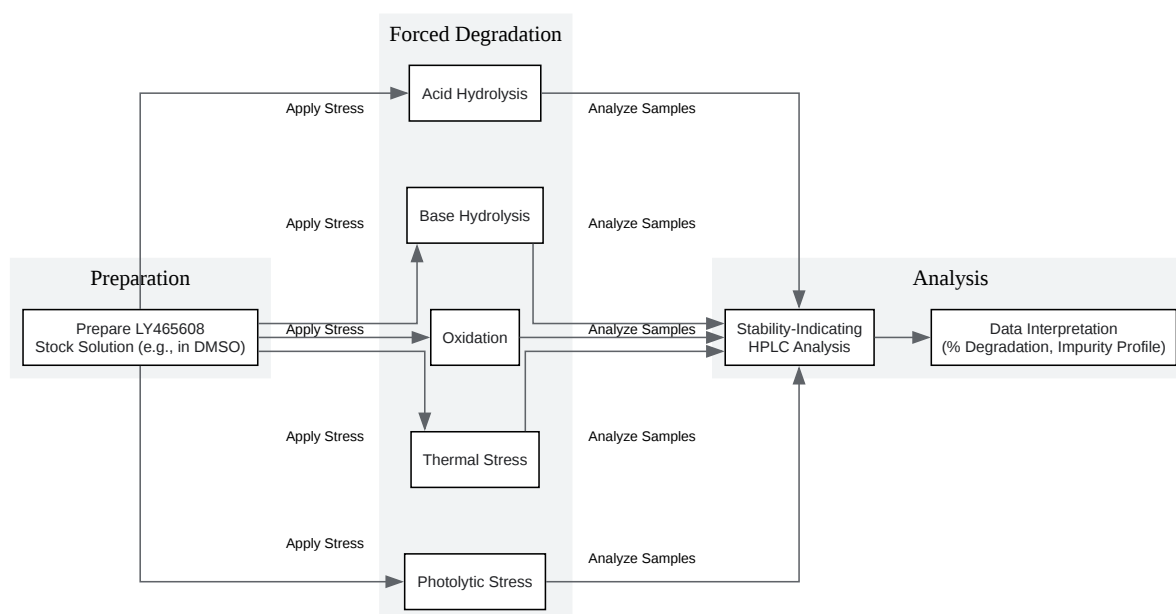 Forced Degradation
Acid Hydrolysis
Apply Stress
Analyze Samples
Base Hydrolysis
Apply Stress
Analyze Samples
Preparation
Analysis
Prepare LY465608
Stock Solution (e.g., in DMSO)
Apply Stress
Oxidation
Analyze Samples
Stability-Indicating
HPLC Analysis
Data Interpretation
(% Degradation, Impurity Profile)
Apply Stress
Thermal Stress
Analyze Samples
Apply Stress
Photolytic Stress
Analyze Samples